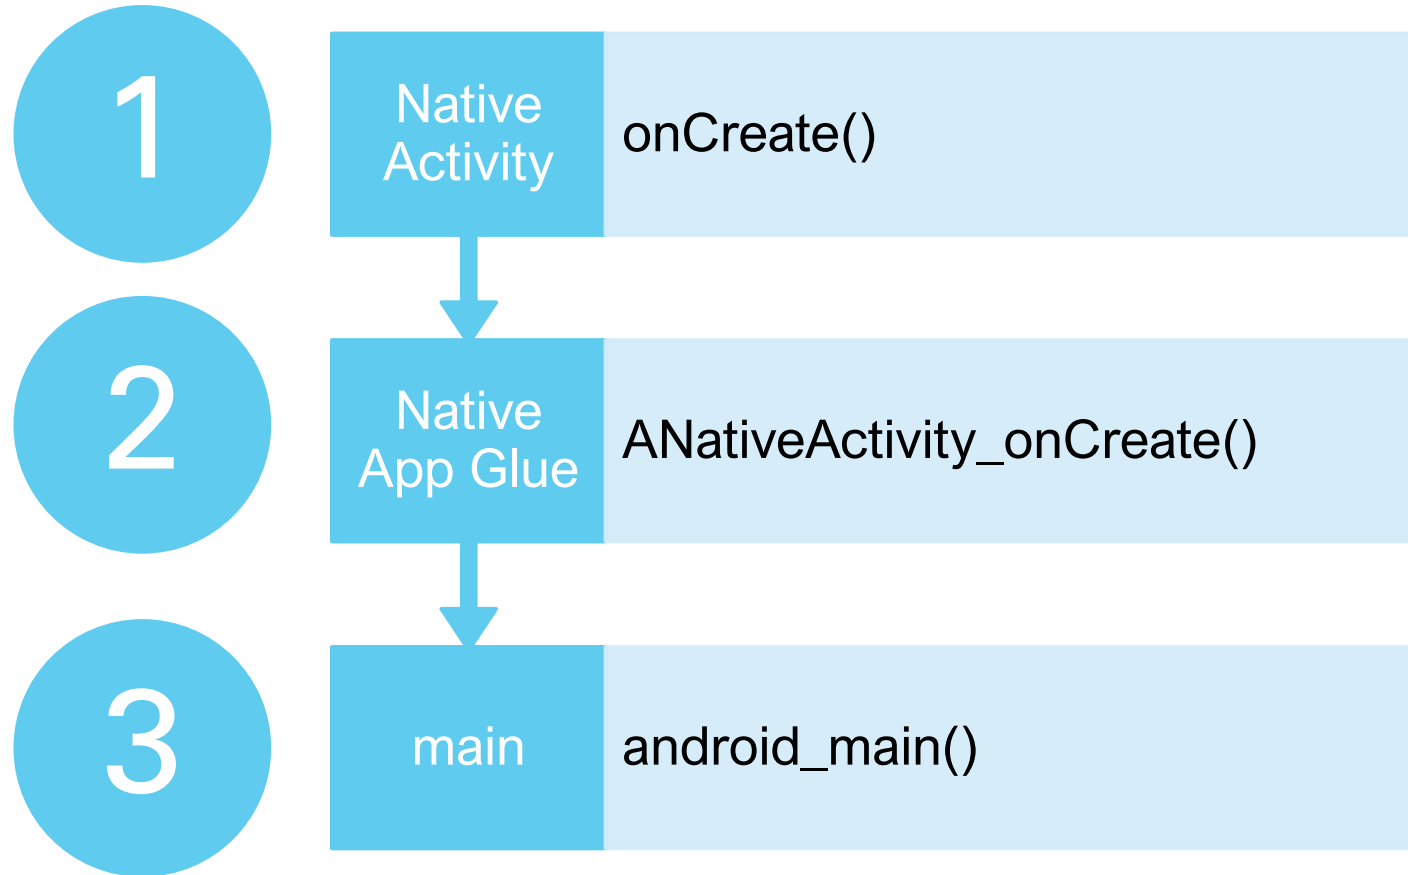 1
Native
Activity
onCreate()
2
Native
App Glue
ANativeActivity_onCreate()
3
main
android_main()